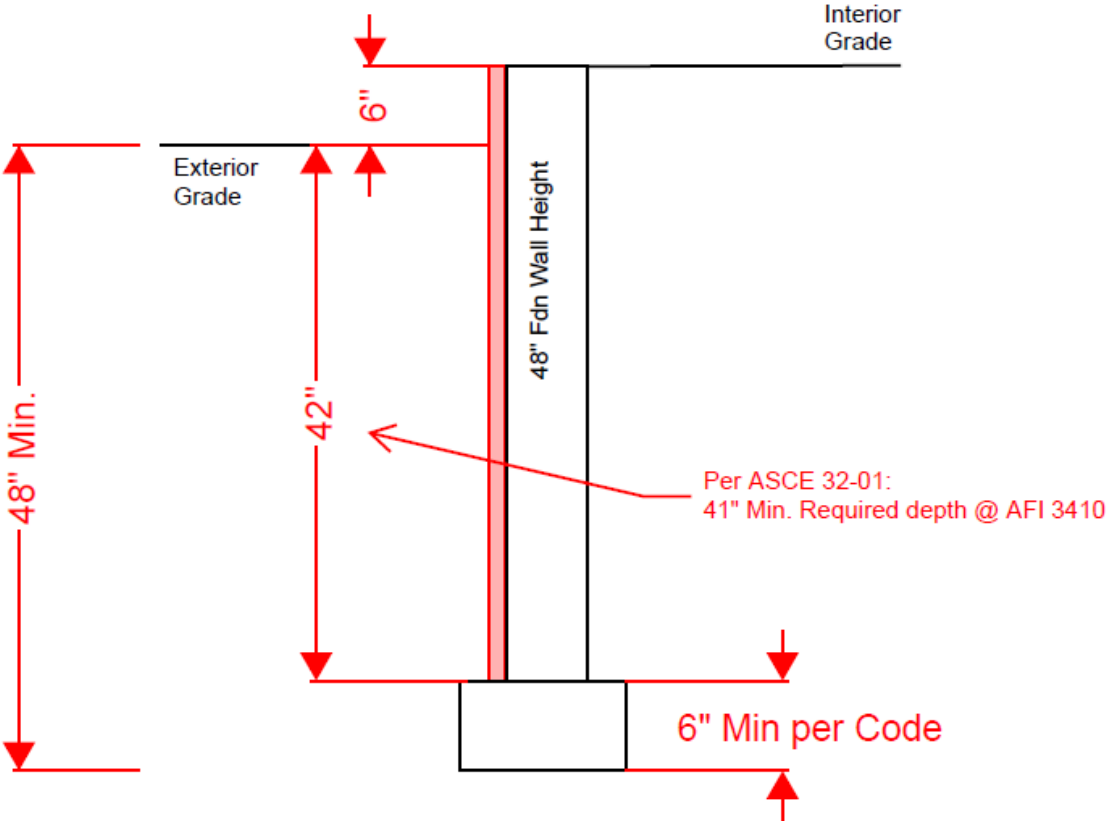 Interior
Grade
6"
Exterior
Grade
48" Fdn Wall Height
48" Min.
42"
Per ASCE 32-01:
41" Min. Required depth @ AFI 3410
6" Min per Code